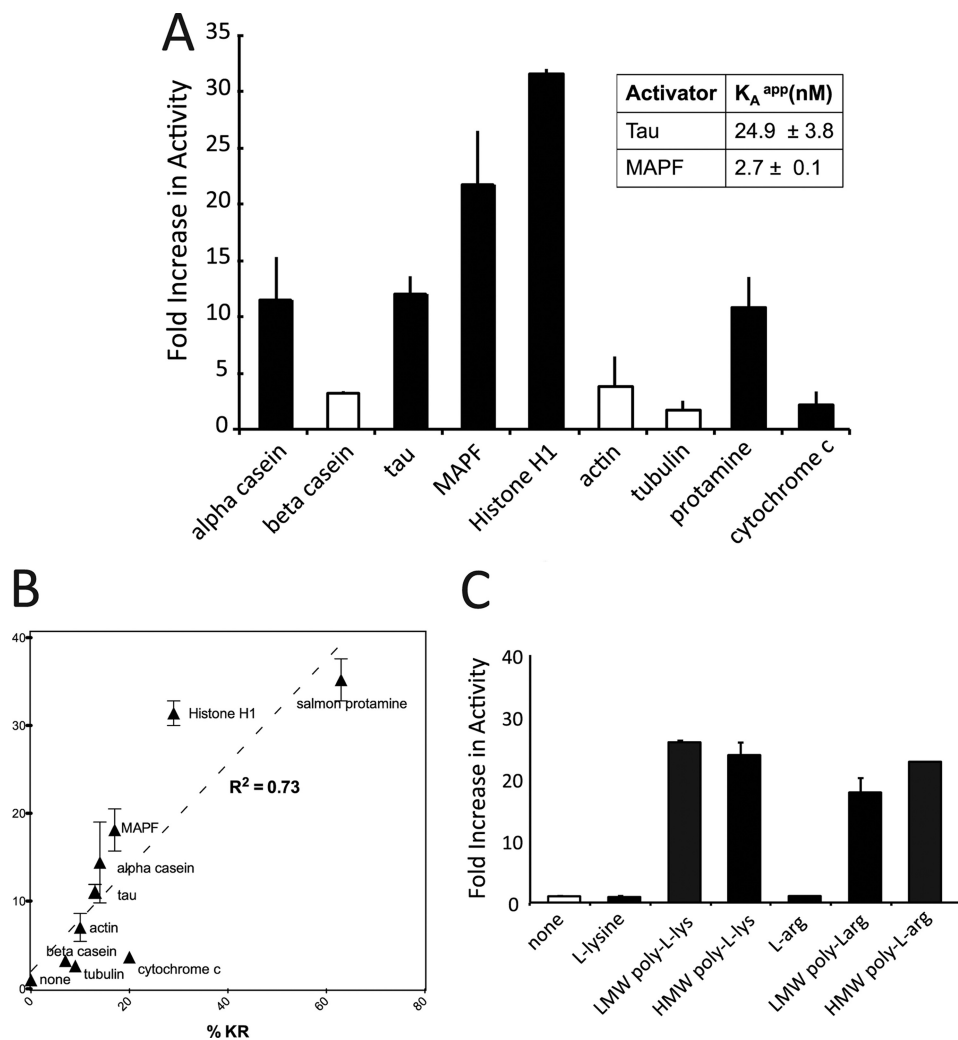 A
Fold Increase in Activity
35
30
25
20
15
10
5
0
Activator K_A^app(nM)
Tau 24.9 ± 3.8
MAPF 2.7 ± 0.1
alpha casein
beta casein
tau
MAPF
Histone H1
actin
tubulin
protamine
cytochrome c
B
40
30
20
10
0
salmon protamine
Histone H1
R² = 0.73
MAPF
alpha casein
tau
actin
beta casein
cytochrome c
tubulin
none
0 20 40 60 80
% KR
C
Fold Increase in Activity
40
30
20
10
0
none
L-lysine
LMW poly-L-lys
HMW poly-L-lys
L-arg
LMW poly-Larg
HMW poly-L-arg